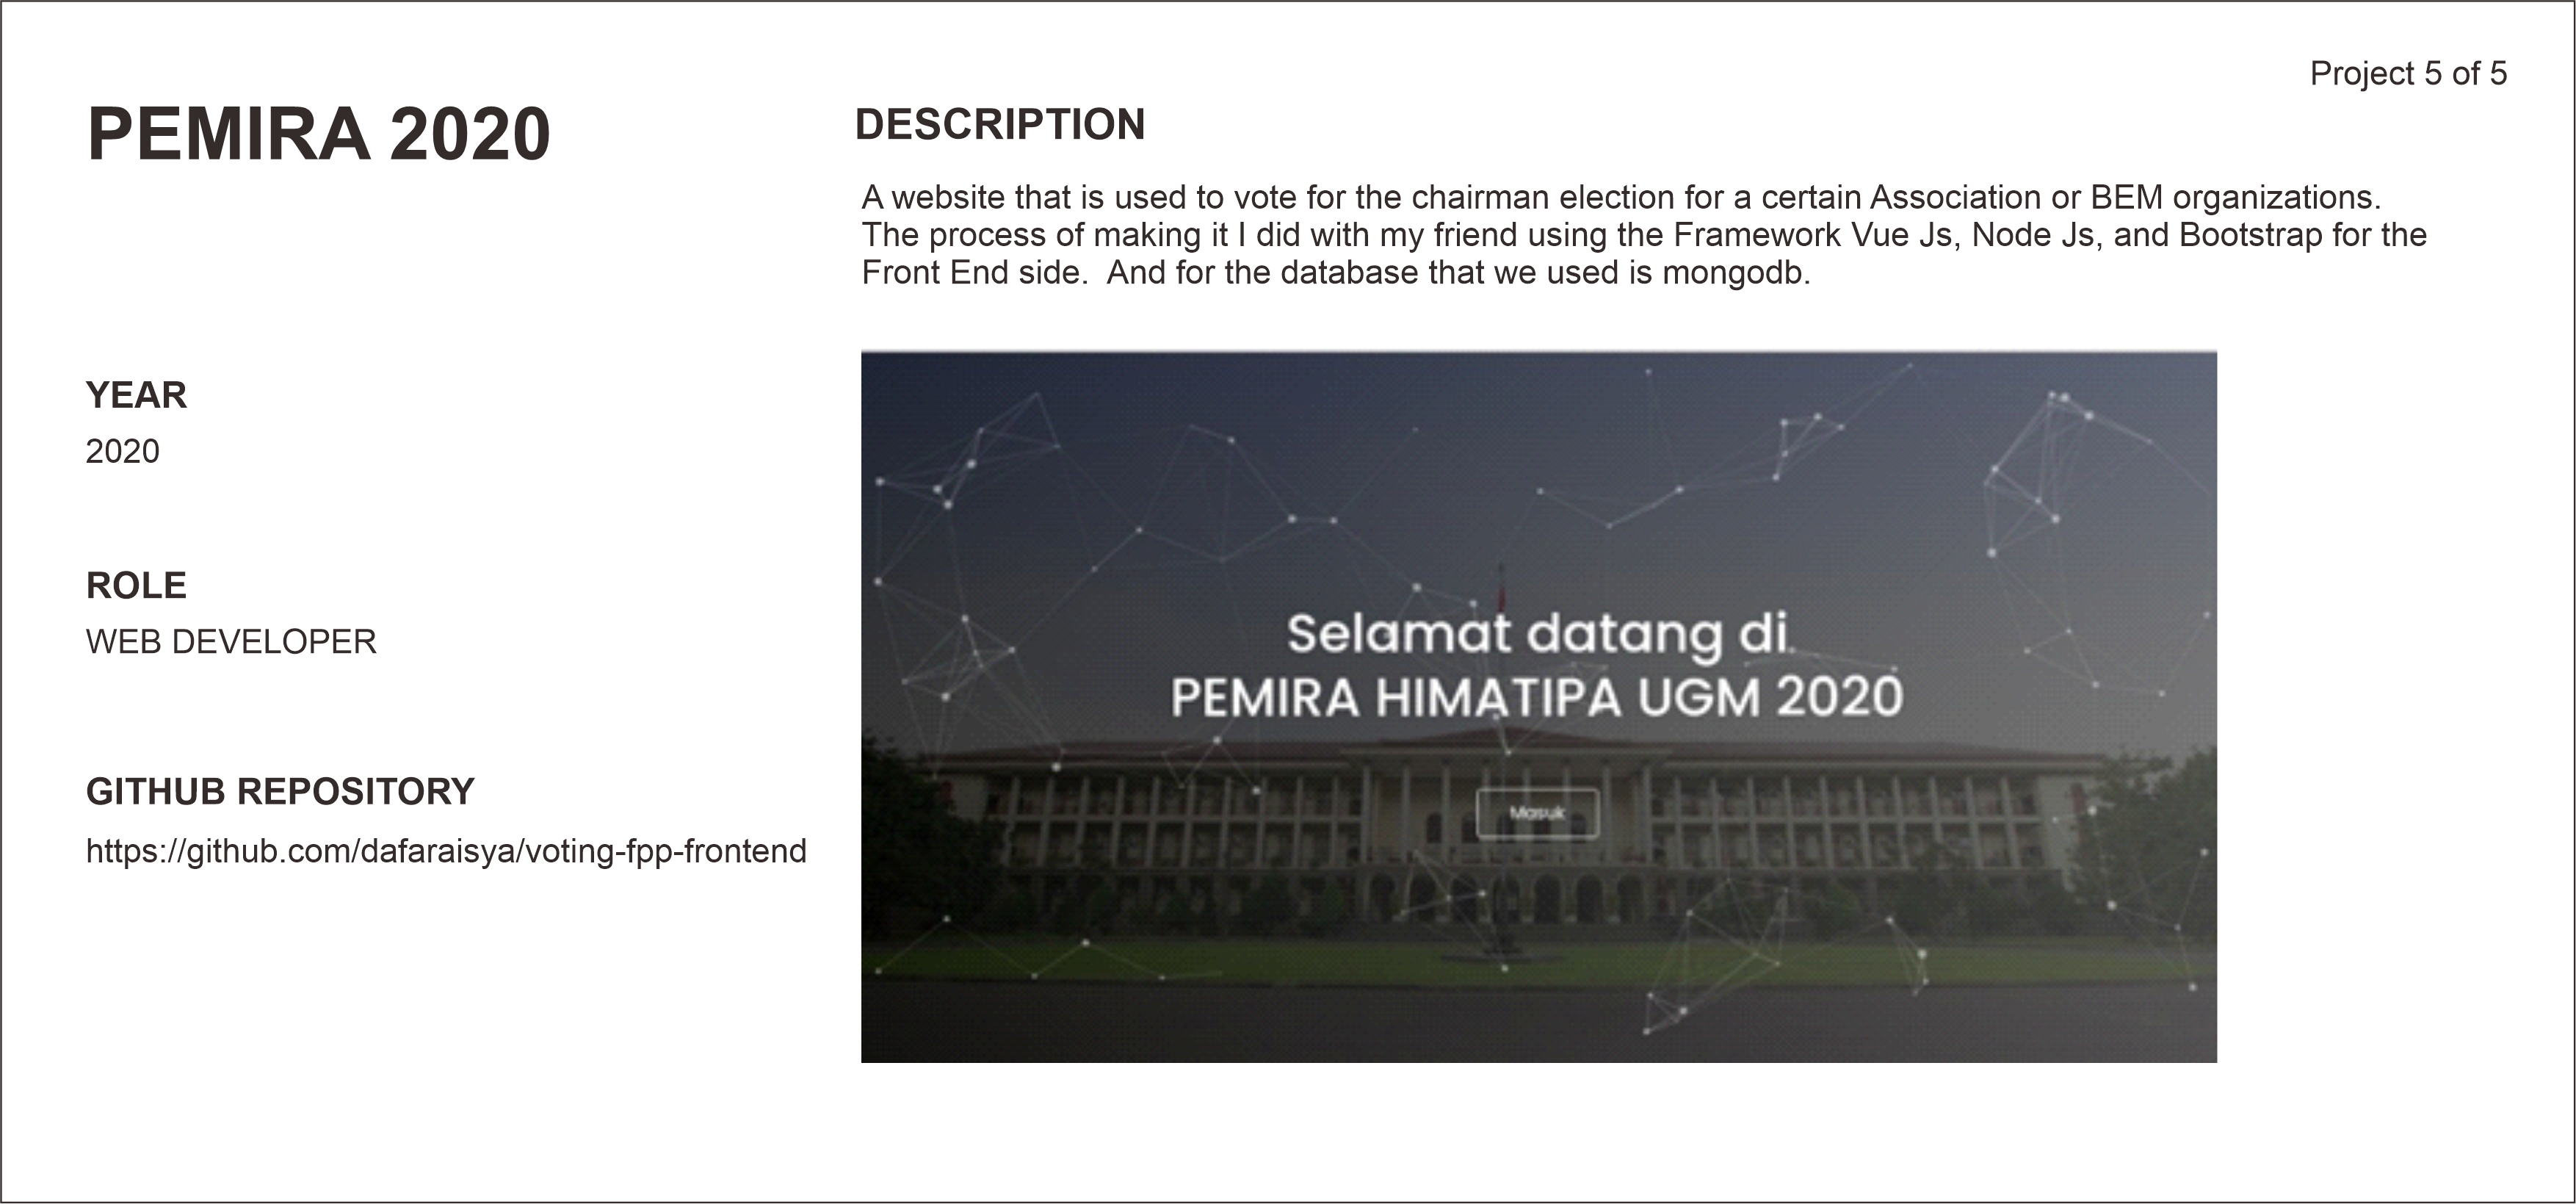 Project 5 of 5
PEMIRA 2020
DESCRIPTION
A website that is used to vote for the chairman election for a certain Association or BEM organizations.
The process of making it I did with my friend using the Framework Vue Js, Node Js, and Bootstrap for the
Front End side.  And for the database that we used is mongodb.
YEAR
2020
ROLE
WEB DEVELOPER
GITHUB REPOSITORY
https://github.com/dafaraisya/voting-fpp-frontend
Selamat datang di
PEMIRA HIMATIPA UGM 2020
Masuk